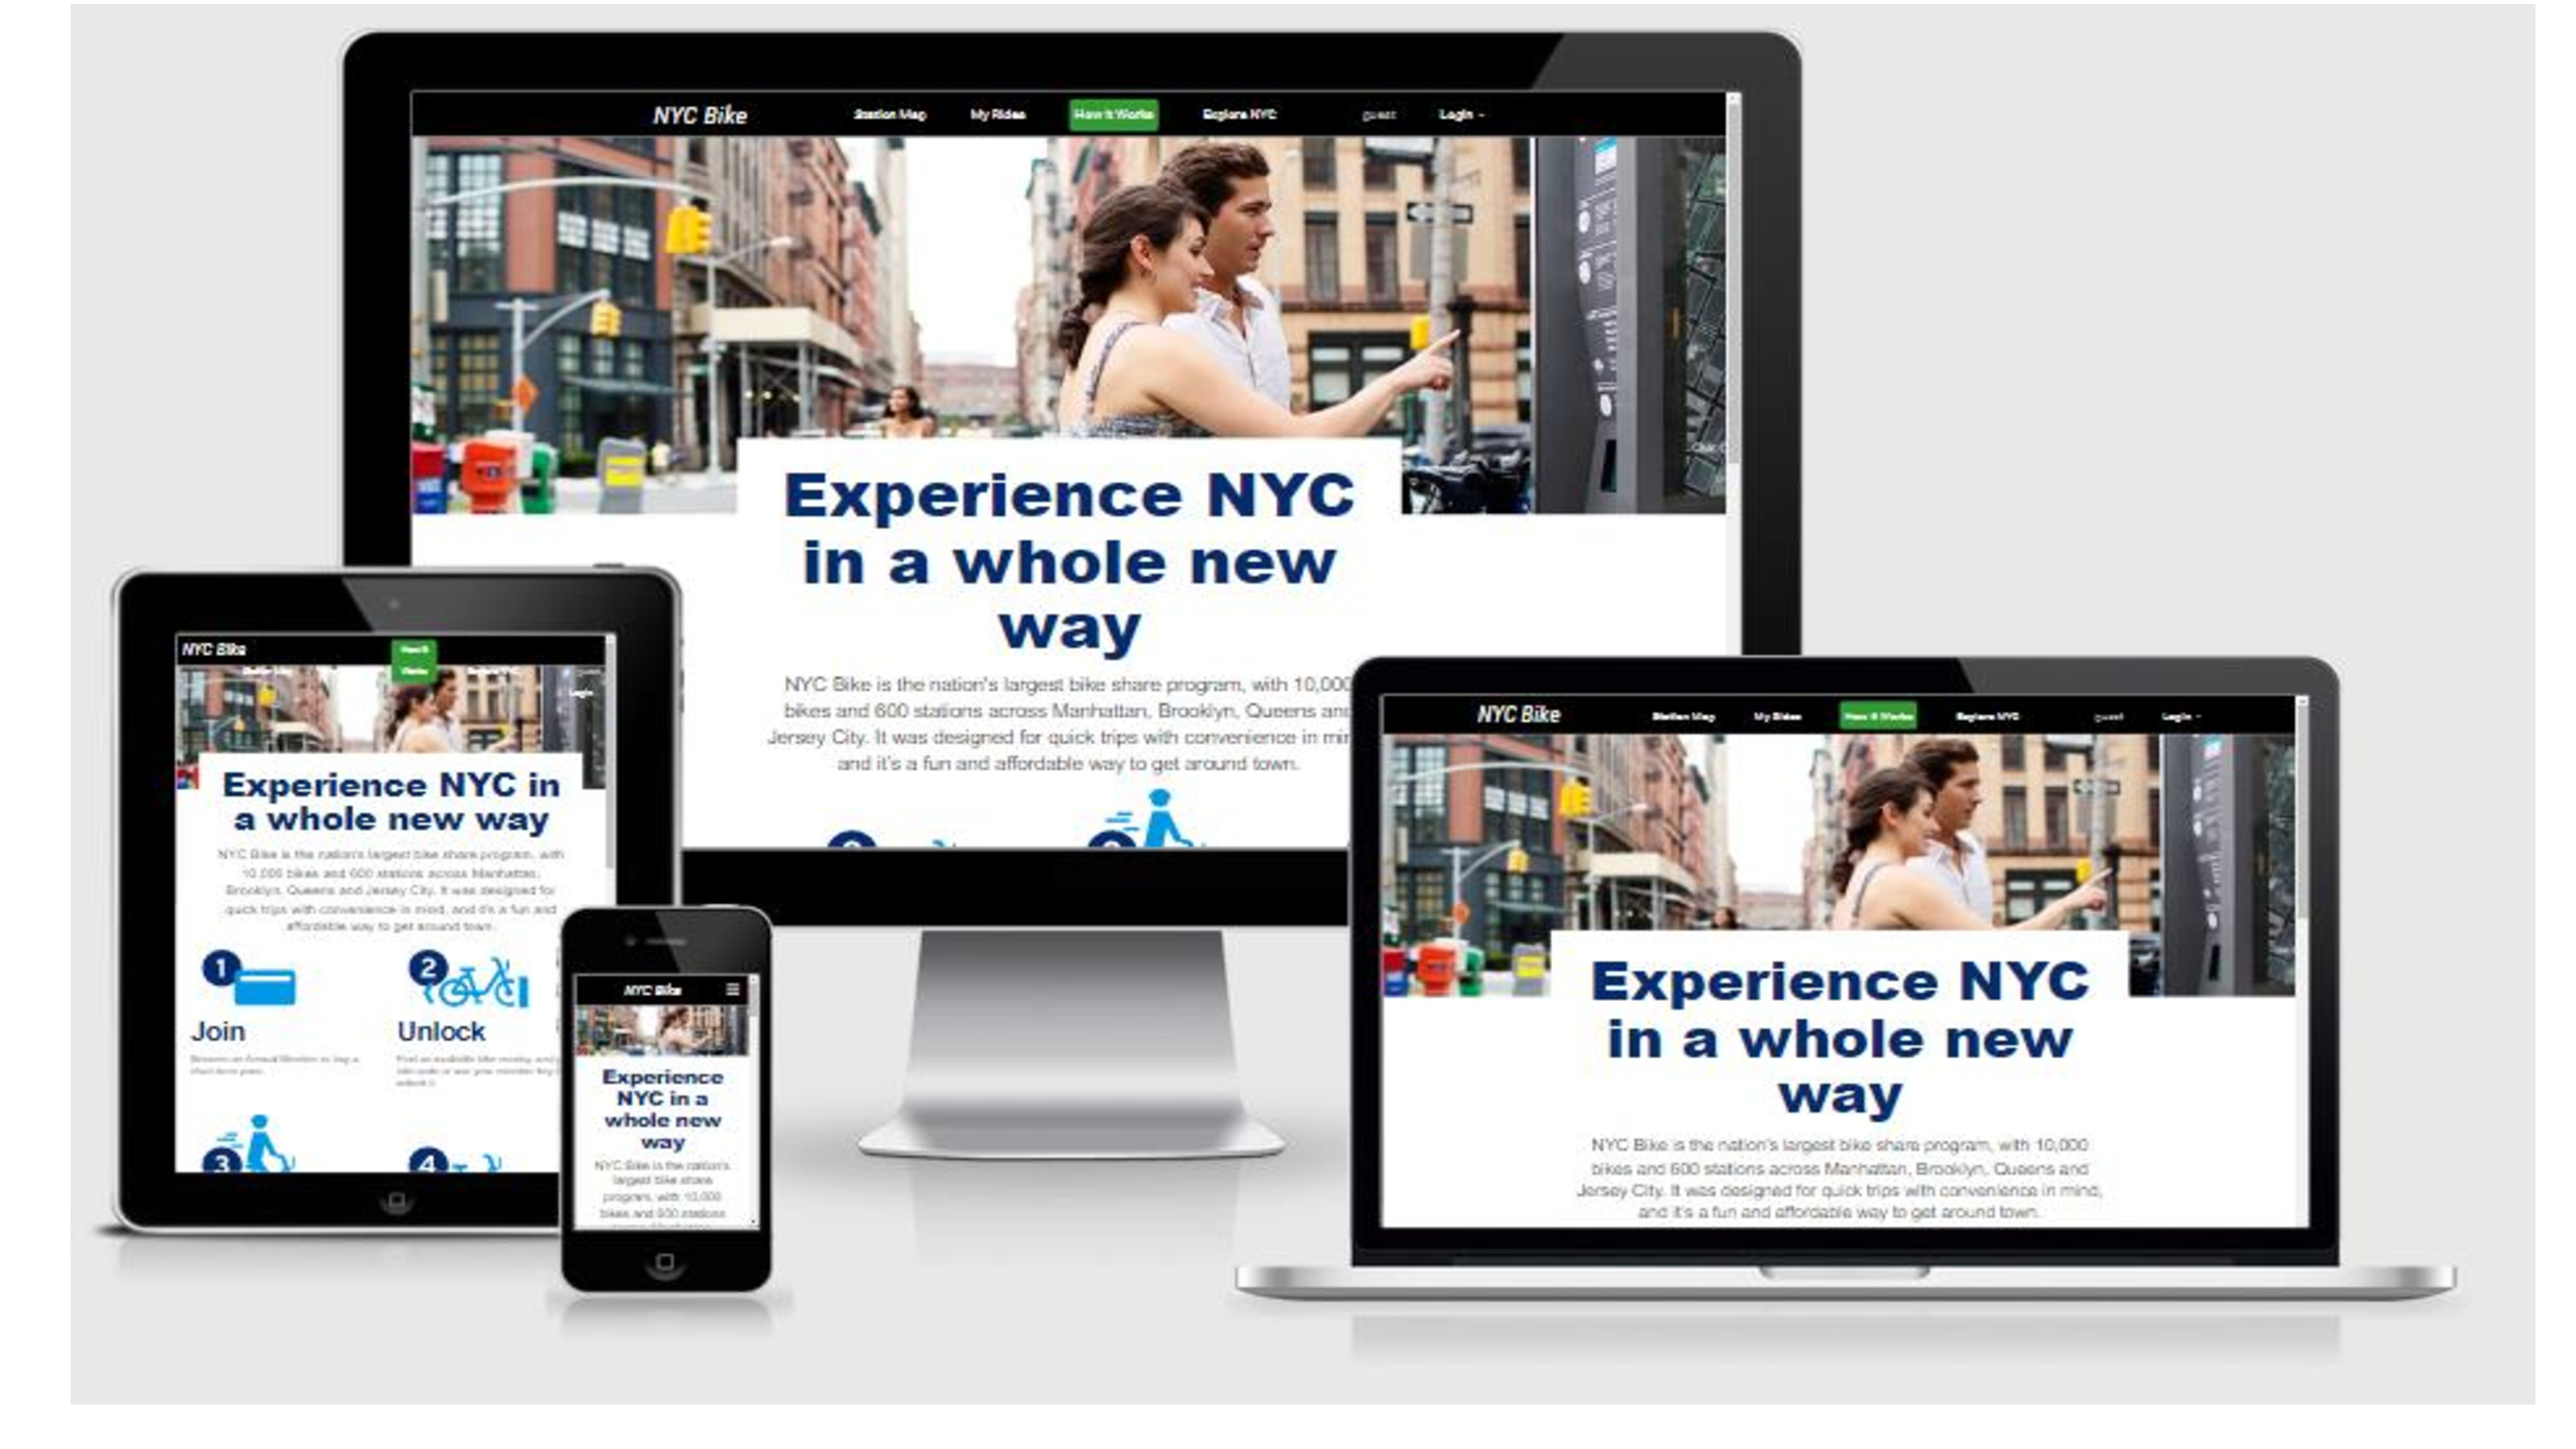 NYC Bike Station Map My Rides How It Works Explore NYC guest Login
Experience NYC
in a whole new
way
NYC Bike is the nation's largest bike share program, with 10,000
bikes and 600 stations across Manhattan, Brooklyn, Queens and
Jersey City. It was designed for quick trips with convenience in
and it's a fun and affordable way to get around town.
NYC Bike How It
Works
Login
Experience NYC in
a whole new way
NYC Bike is the nation's largest bike share program, with
10,000 bikes and 600 stations across Manhattan,
Brooklyn, Queens and Jersey City. It was designed for
quick trips with convenience in mind, and it's a fun and
affordable way to get around town.
1 2
Join Unlock
Become an Annual Member or buy a
short-term pass.
3 4
NYC Bike
Experience
NYC in a
whole new
way
NYC Bike is the nation's
largest bike share
program, with 10,000
bikes and 600 stations
NYC Bike Station Map My Rides How It Works Explore NYC guest Login
Experience NYC
in a whole new
way
NYC Bike is the nation's largest bike share program, with 10,000
bikes and 600 stations across Manhattan, Brooklyn, Queens and
Jersey City. It was designed for quick trips with convenience in mind,
and it's a fun and affordable way to get around town.